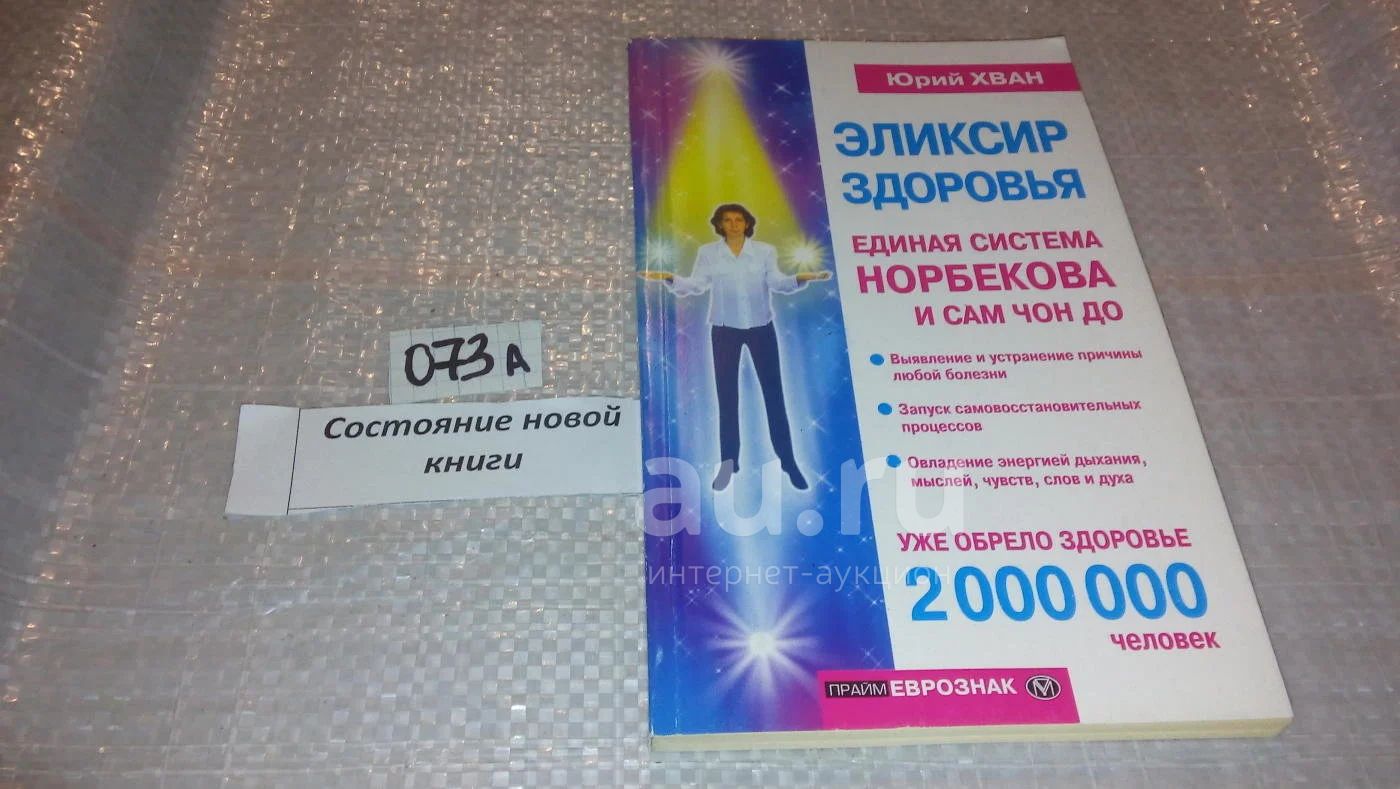 Юрий ХВАН
ЭЛИКСИР
ЗДОРОВЬЯ
ЕДИНАЯ СИСТЕМА
НОРБЕКОВА
И САМ ЧОН ДО
Выявление и устранение причины
любой болезни
Запуск самовосстановительных
процессов
Овладение энергией дыхания,
мыслей, чувств, слов и духа
УЖЕ ОБРЕЛО ЗДОРОВЬЕ
2 000 000
человек
ПРАЙМ ЕВРОЗНАК
073А
Состояние новой
книги
au.ru
интернет-аукцион